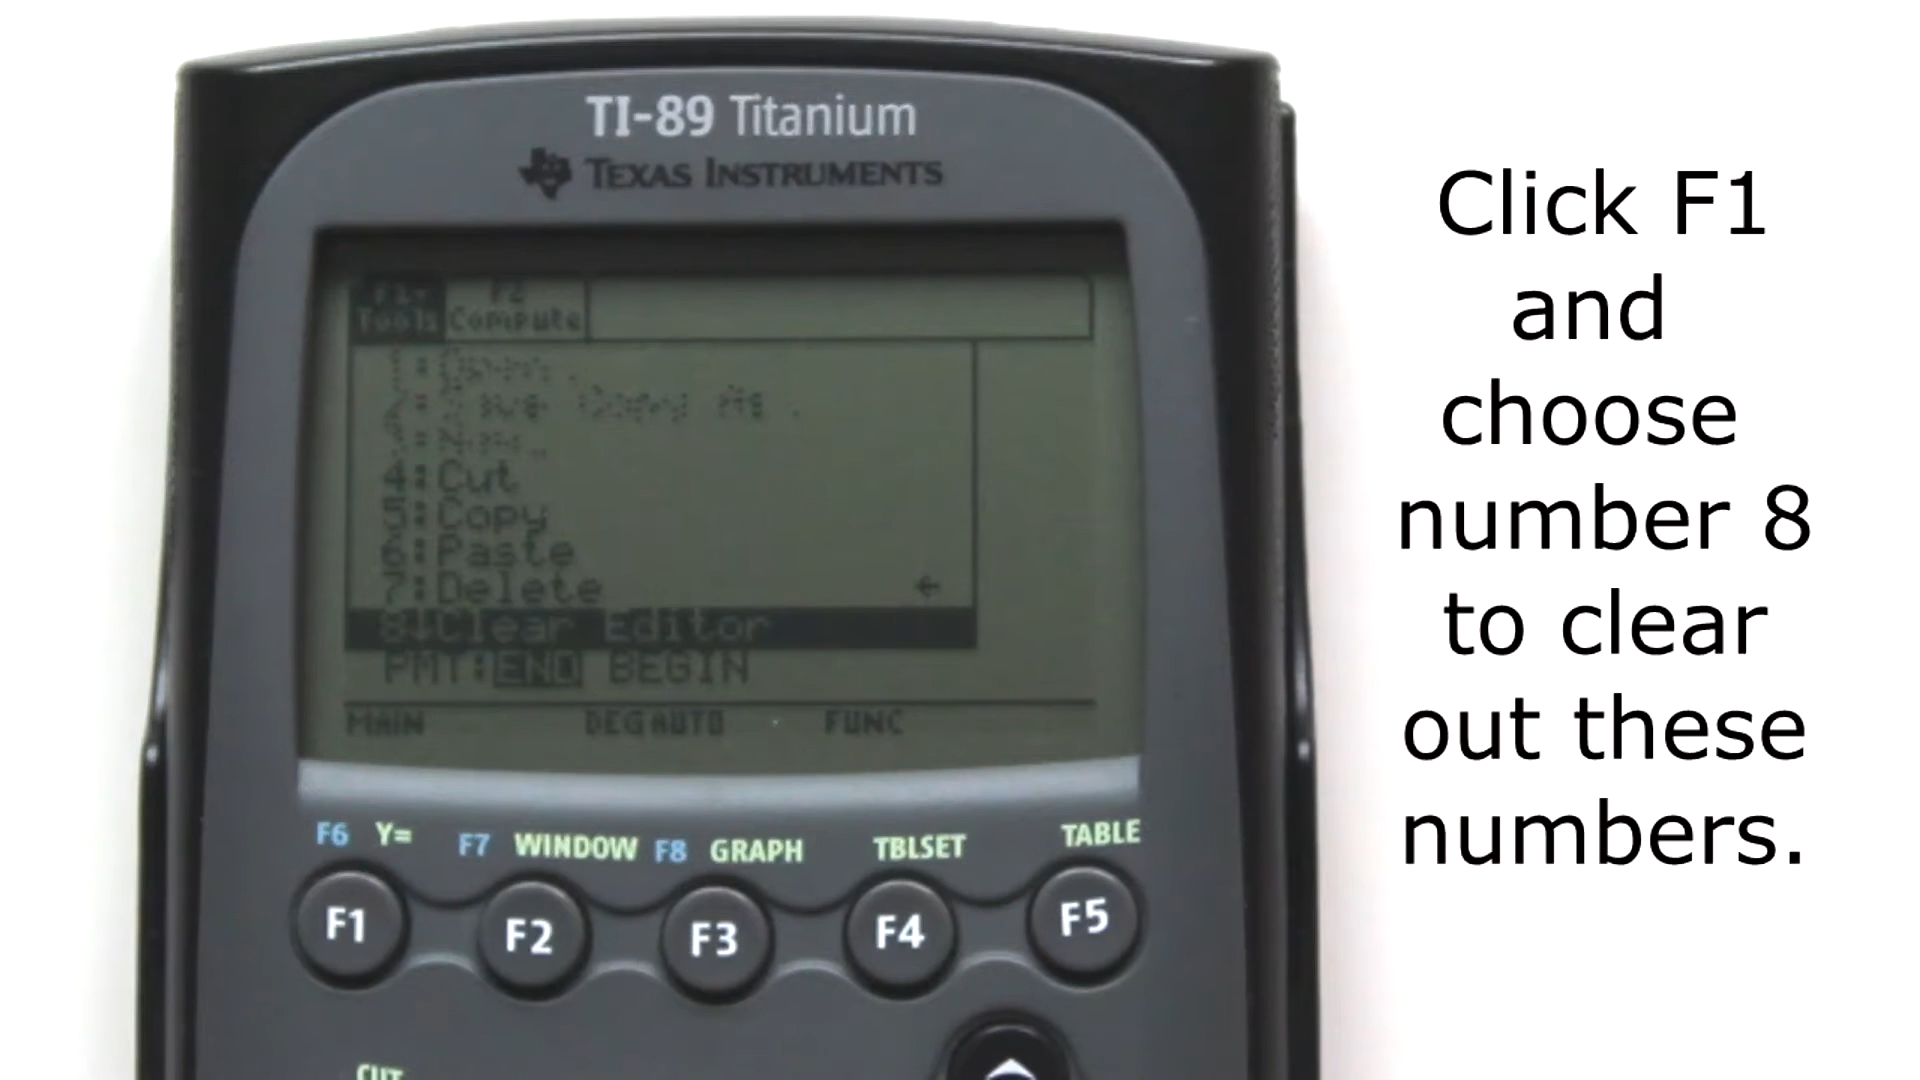 TI-89 Titanium
TEXAS INSTRUMENTS
F1 F2
Tools Compute
4:Cut
5:Copy
6:Paste
7:Delete ←
8↓Clear Editor
PMT:END BEGIN
MAIN DEG AUTO FUNC
F6 Y= F7 WINDOW F8 GRAPH TBLSET TABLE
F1 F2 F3 F4 F5
CUT
Click F1
and
choose
number 8
to clear
out these
numbers.